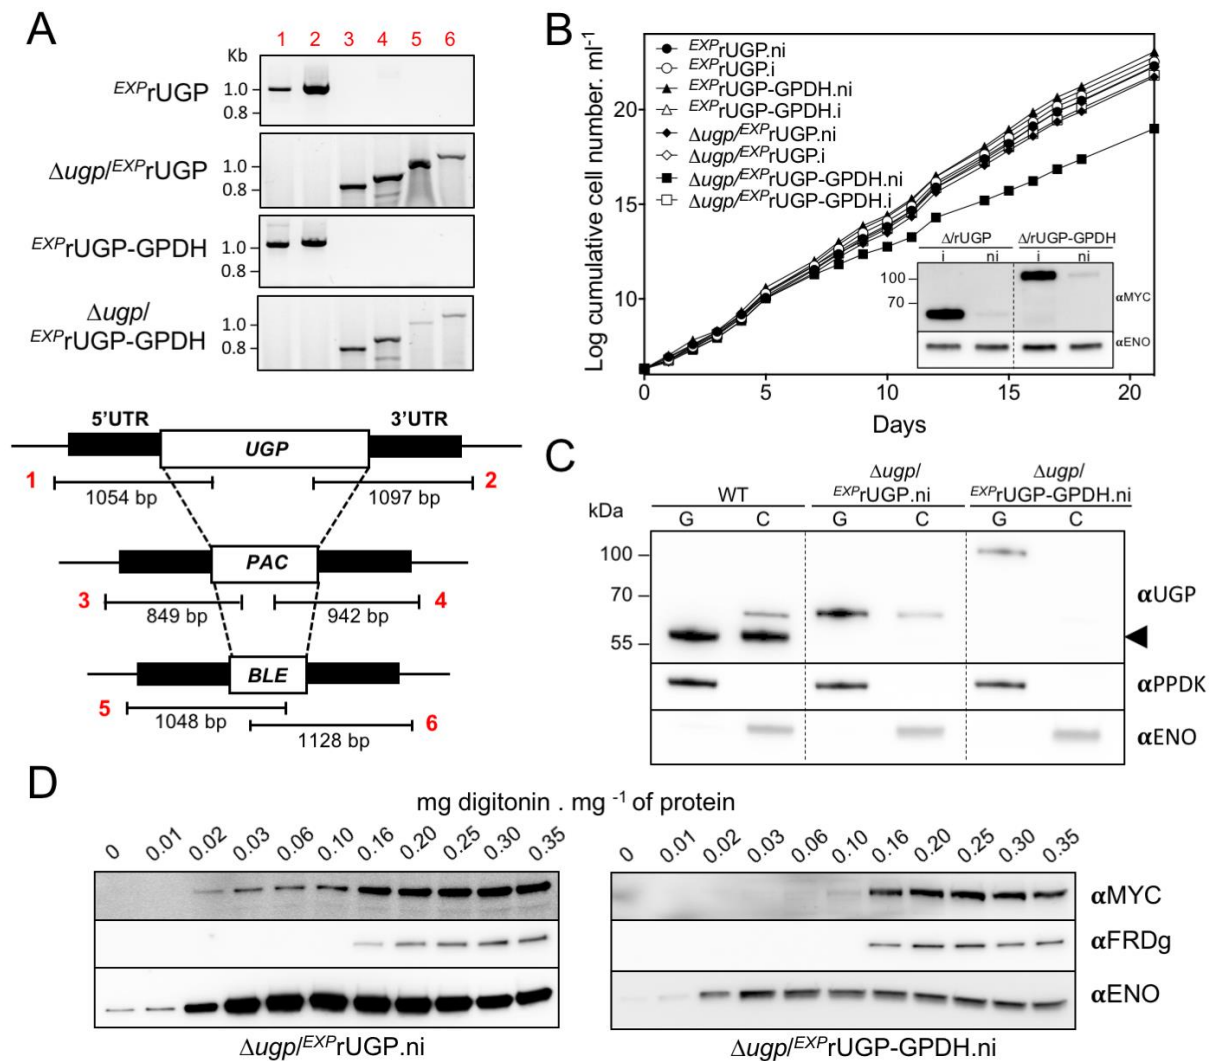 A
1 2 3 4 5 6
Kb
EXPrUGP
1.0
0.8
Δugp/EXPrUGP
1.0
0.8
EXPrUGP-GPDH
1.0
0.8
Δugp/
EXPrUGP-GPDH
1.0
0.8
5'UTR 3'UTR
UGP
1 1054 bp 1097 bp 2
PAC
3 849 bp 942 bp 4
BLE
5 1048 bp 1128 bp 6
B
Log cumulative cell number. ml-1
20
15
10
0 5 10 15 20
Days
EXPrUGP.ni
EXPrUGP.i
EXPrUGP-GPDH.ni
EXPrUGP-GPDH.i
Δugp/EXPrUGP.ni
Δugp/EXPrUGP.i
Δugp/EXPrUGP-GPDH.ni
Δugp/EXPrUGP-GPDH.i
Δ/rUGP Δ/rUGP-GPDH
i ni i ni
100
70
αMYC
αENO
C
WT
Δugp/
EXPrUGP.ni
Δugp/
EXPrUGP-GPDH.ni
kDa
G C G C G C
100
70
55
αUGP
αPPDK
αENO
D
mg digitonin . mg -1 of protein
0 0.01 0.02 0.03 0.06 0.10 0.16 0.20 0.25 0.30 0.35
0 0.01 0.02 0.03 0.06 0.10 0.16 0.20 0.25 0.30 0.35
αMYC
αFRDg
αENO
Δugp/EXPrUGP.ni
Δugp/EXPrUGP-GPDH.ni